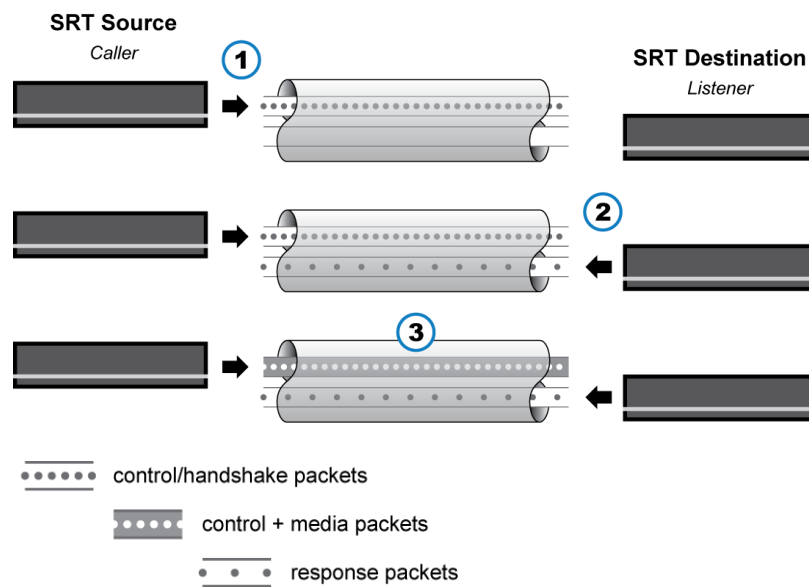 SRT Source
Caller
1
SRT Destination
Listener
2
3
control/handshake packets
control + media packets
response packets